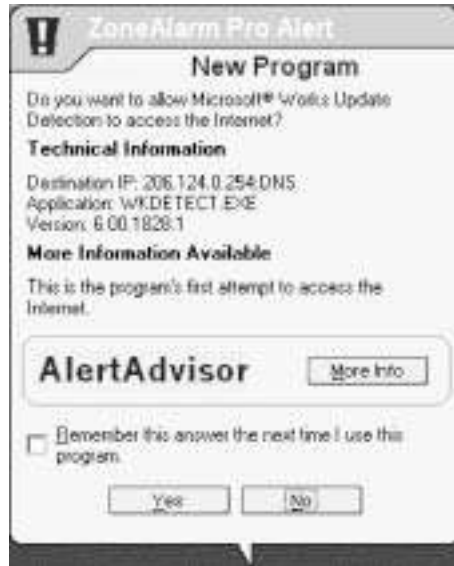 ZoneAlarm Pro Alert
New Program
Do you want to allow Microsoft® Works Update
Detection to access the Internet?
Technical Information
Destination IP: 206.124.0.254:DNS
Application: WKDETECT.EXE
Version: 6.00.1828.1
More Information Available
This is the program's first attempt to access the
Internet.
AlertAdvisor
More Info
Remember this answer the next time I use this
program.
Yes No